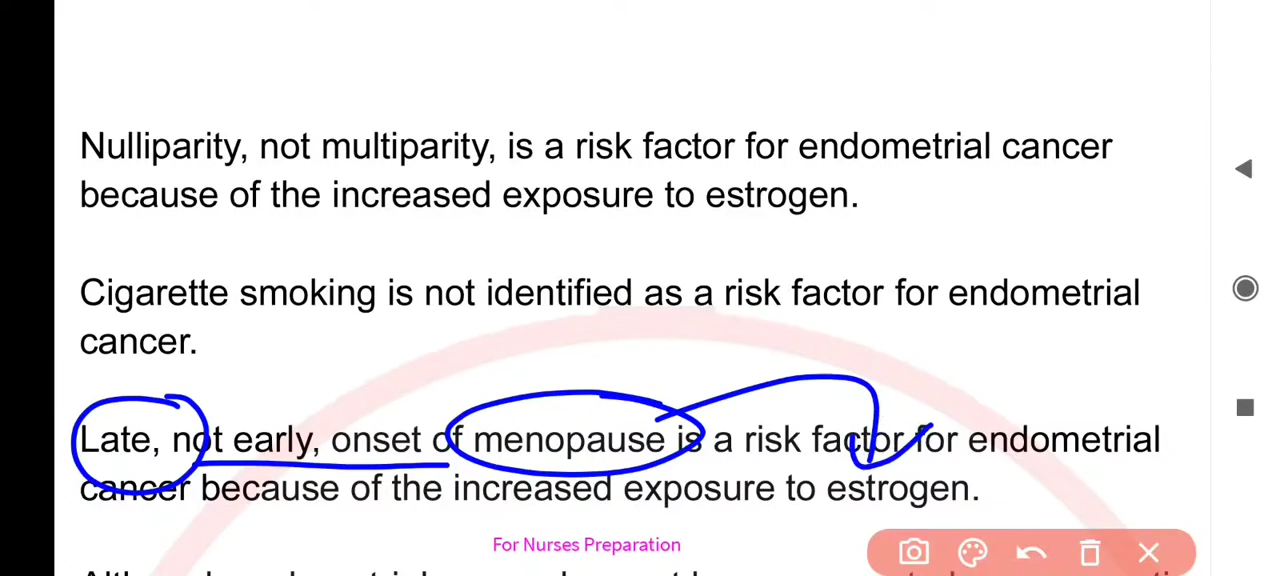 Nulliparity, not multiparity, is a risk factor for endometrial cancer
because of the increased exposure to estrogen.
Cigarette smoking is not identified as a risk factor for endometrial
cancer.
Late, not early, onset of menopause is a risk factor for endometrial
cancer because of the increased exposure to estrogen.
For Nurses Preparation